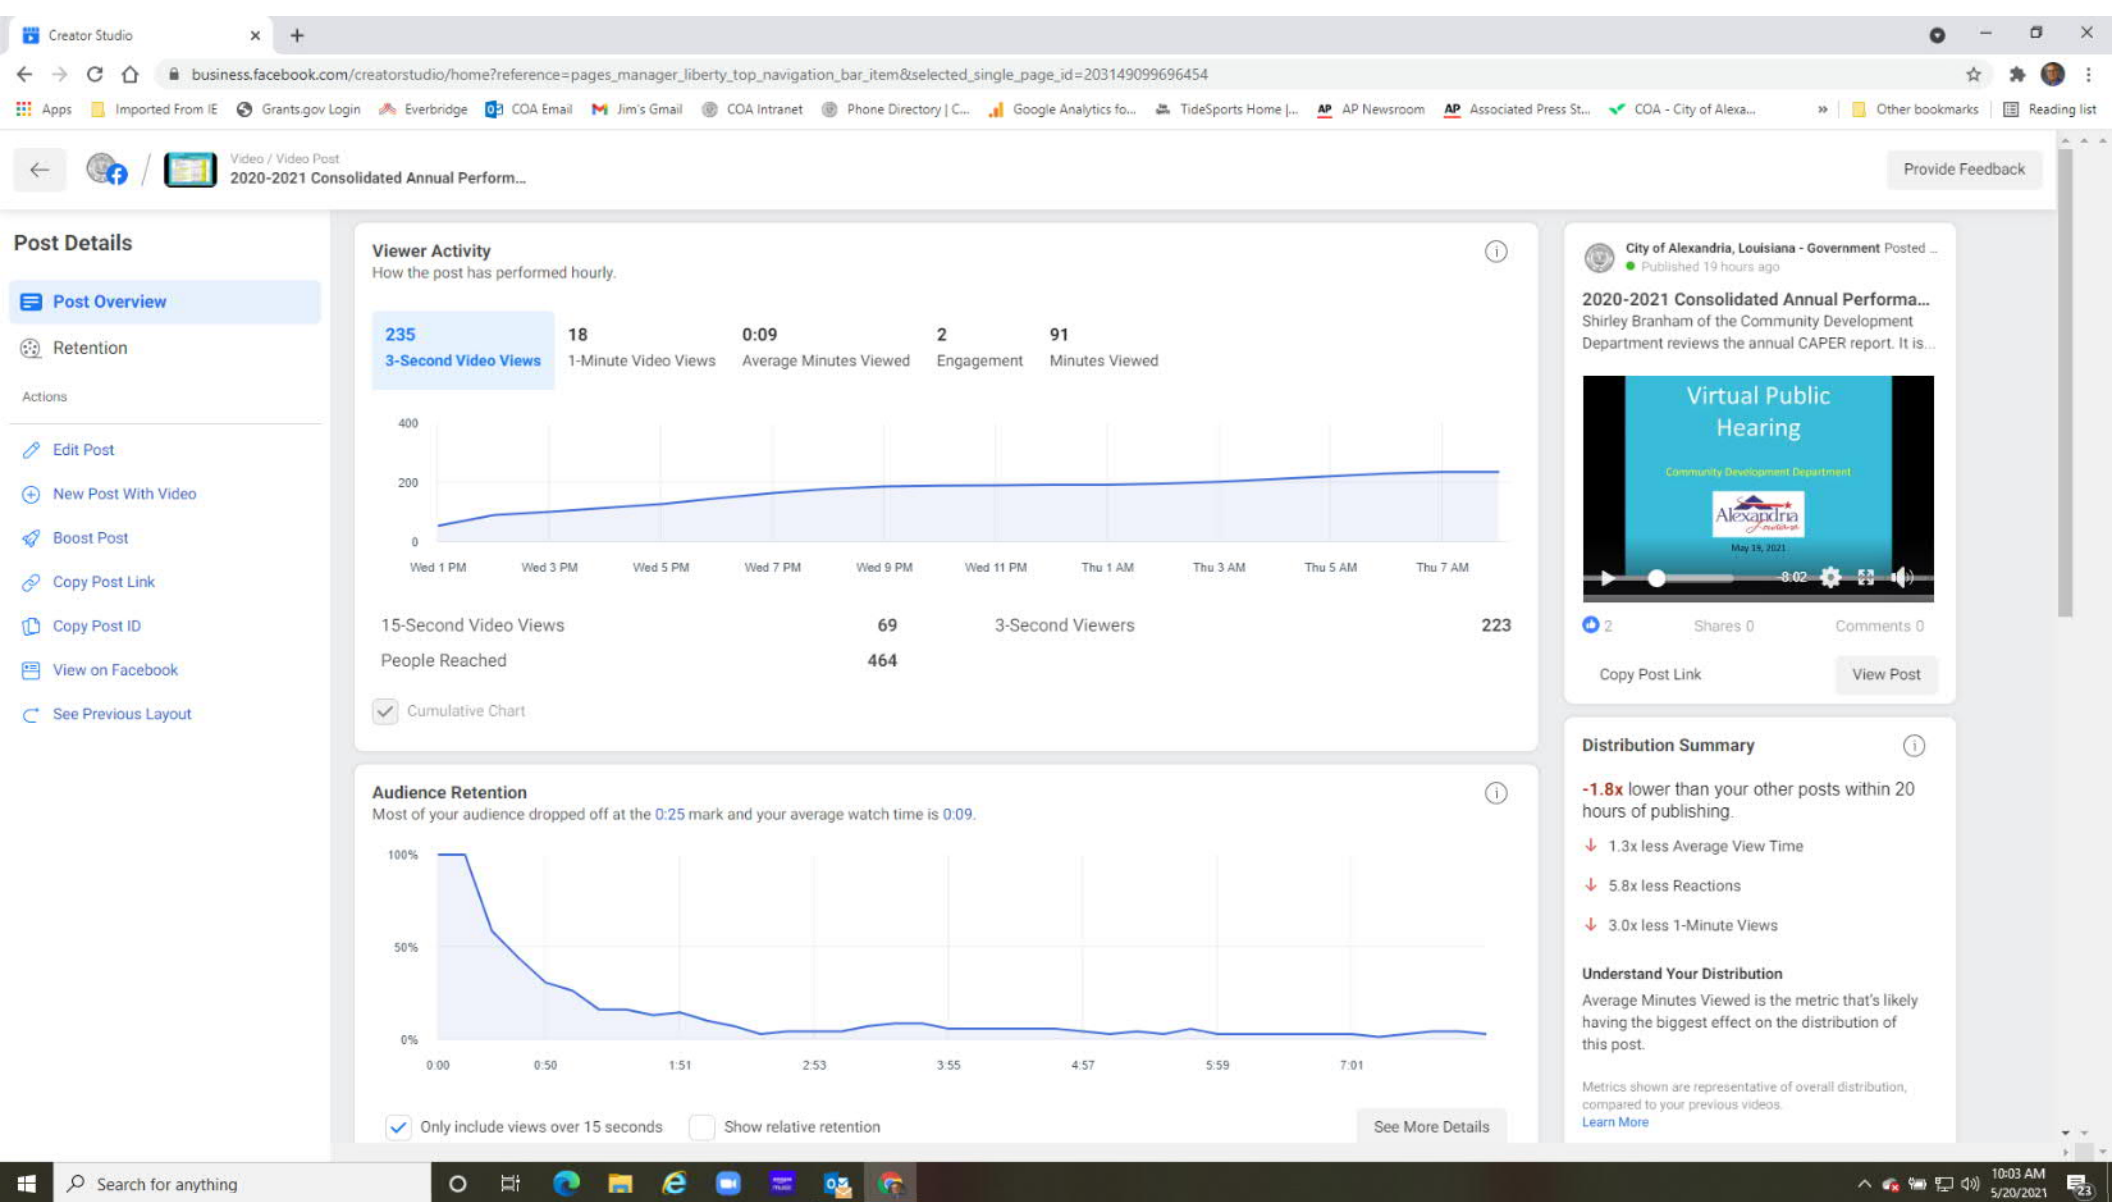 Creator Studio
business.facebook.com/creatorstudio/home?reference=pages_manager_liberty_top_navigation_bar_item&selected_single_page_id=203149099696454
Apps Imported From IE Grants.gov Login Everbridge COA Email Jim's Gmail COA Intranet Phone Directory | C... Google Analytics fo... TideSports Home |... AP AP Newsroom AP Associated Press St... COA - City of Alexa... » Other bookmarks Reading list
Video / Video Post
2020-2021 Consolidated Annual Perform...
Provide Feedback
Post Details
Post Overview
Retention
Actions
Edit Post
New Post With Video
Boost Post
Copy Post Link
Copy Post ID
View on Facebook
See Previous Layout
Viewer Activity
How the post has performed hourly.
235 18 0:09 2 91
3-Second Video Views 1-Minute Video Views Average Minutes Viewed Engagement Minutes Viewed
400
200
0
Wed 1 PM Wed 3 PM Wed 5 PM Wed 7 PM Wed 9 PM Wed 11 PM Thu 1 AM Thu 3 AM Thu 5 AM Thu 7 AM
15-Second Video Views 69 3-Second Viewers 223
People Reached 464
Cumulative Chart
Audience Retention
Most of your audience dropped off at the 0:25 mark and your average watch time is 0:09.
100%
50%
0%
0:00 0:50 1:51 2:53 3:55 4:57 5:59 7:01
Only include views over 15 seconds Show relative retention See More Details
City of Alexandria, Louisiana - Government Posted ...
Published 19 hours ago
2020-2021 Consolidated Annual Performa...
Shirley Branham of the Community Development
Department reviews the annual CAPER report. It is...
Virtual Public
Hearing
Community Development Department
Alexandria
Louisiana
May 19, 2021
-8:02
2 Shares 0 Comments 0
Copy Post Link View Post
Distribution Summary
-1.8x lower than your other posts within 20
hours of publishing.
1.3x less Average View Time
5.8x less Reactions
3.0x less 1-Minute Views
Understand Your Distribution
Average Minutes Viewed is the metric that's likely
having the biggest effect on the distribution of
this post.
Metrics shown are representative of overall distribution,
compared to your previous videos.
Learn More
Search for anything
10:03 AM
5/20/2021
23